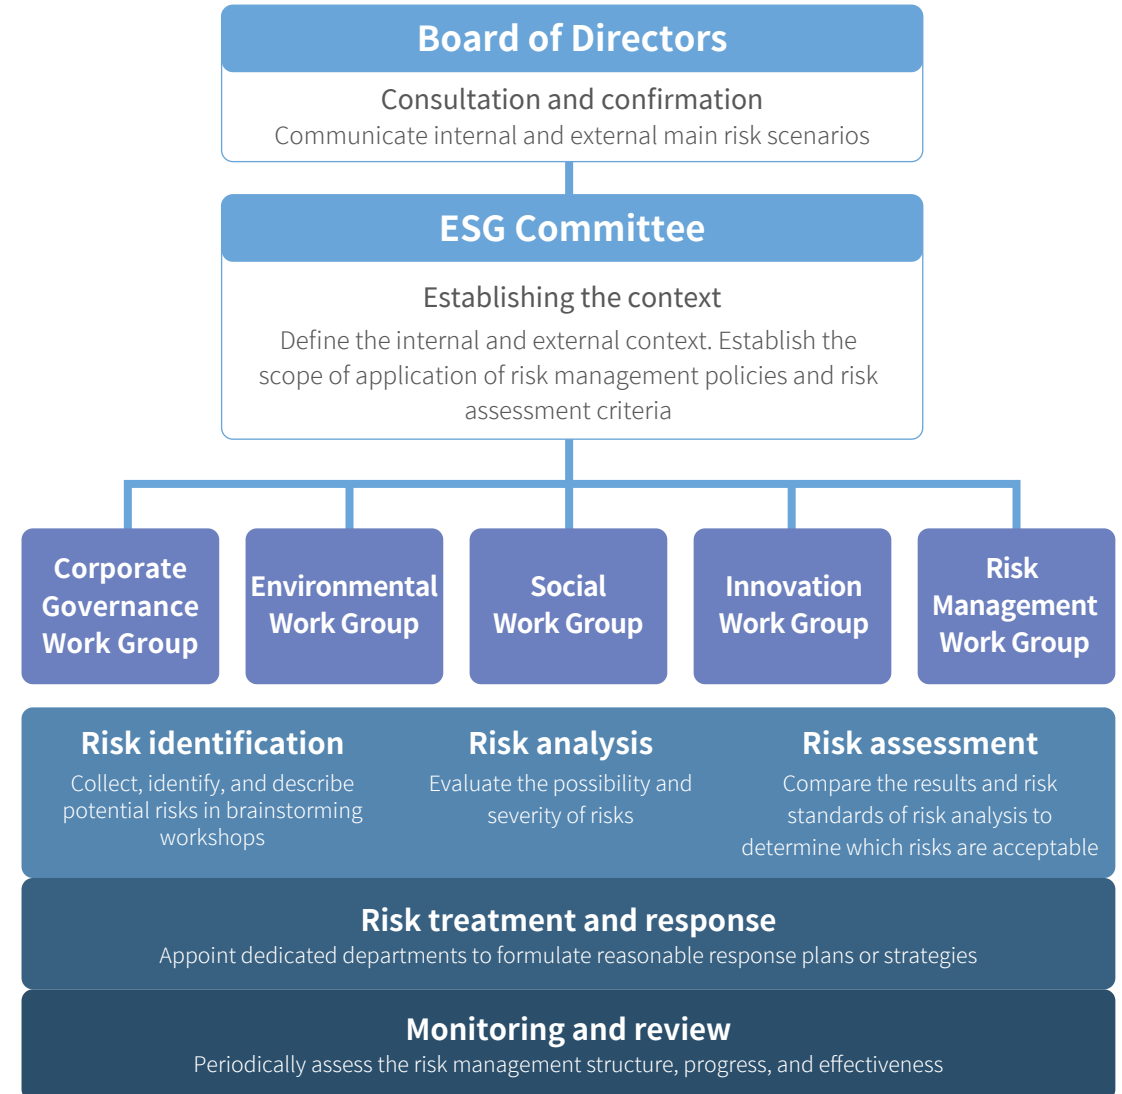 Board of Directors
Consultation and confirmation
Communicate internal and external main risk scenarios
ESG Committee
Establishing the context
Define the internal and external context. Establish the
scope of application of risk management policies and risk
assessment criteria
Corporate
Governance
Work Group
Environmental
Work Group
Social
Work Group
Innovation
Work Group
Risk
Management
Work Group
Risk identification
Collect, identify, and describe
potential risks in brainstorming
workshops
Risk analysis
Evaluate the possibility and
severity of risks
Risk assessment
Compare the results and risk
standards of risk analysis to
determine which risks are acceptable
Risk treatment and response
Appoint dedicated departments to formulate reasonable response plans or strategies
Monitoring and review
Periodically assess the risk management structure, progress, and effectiveness